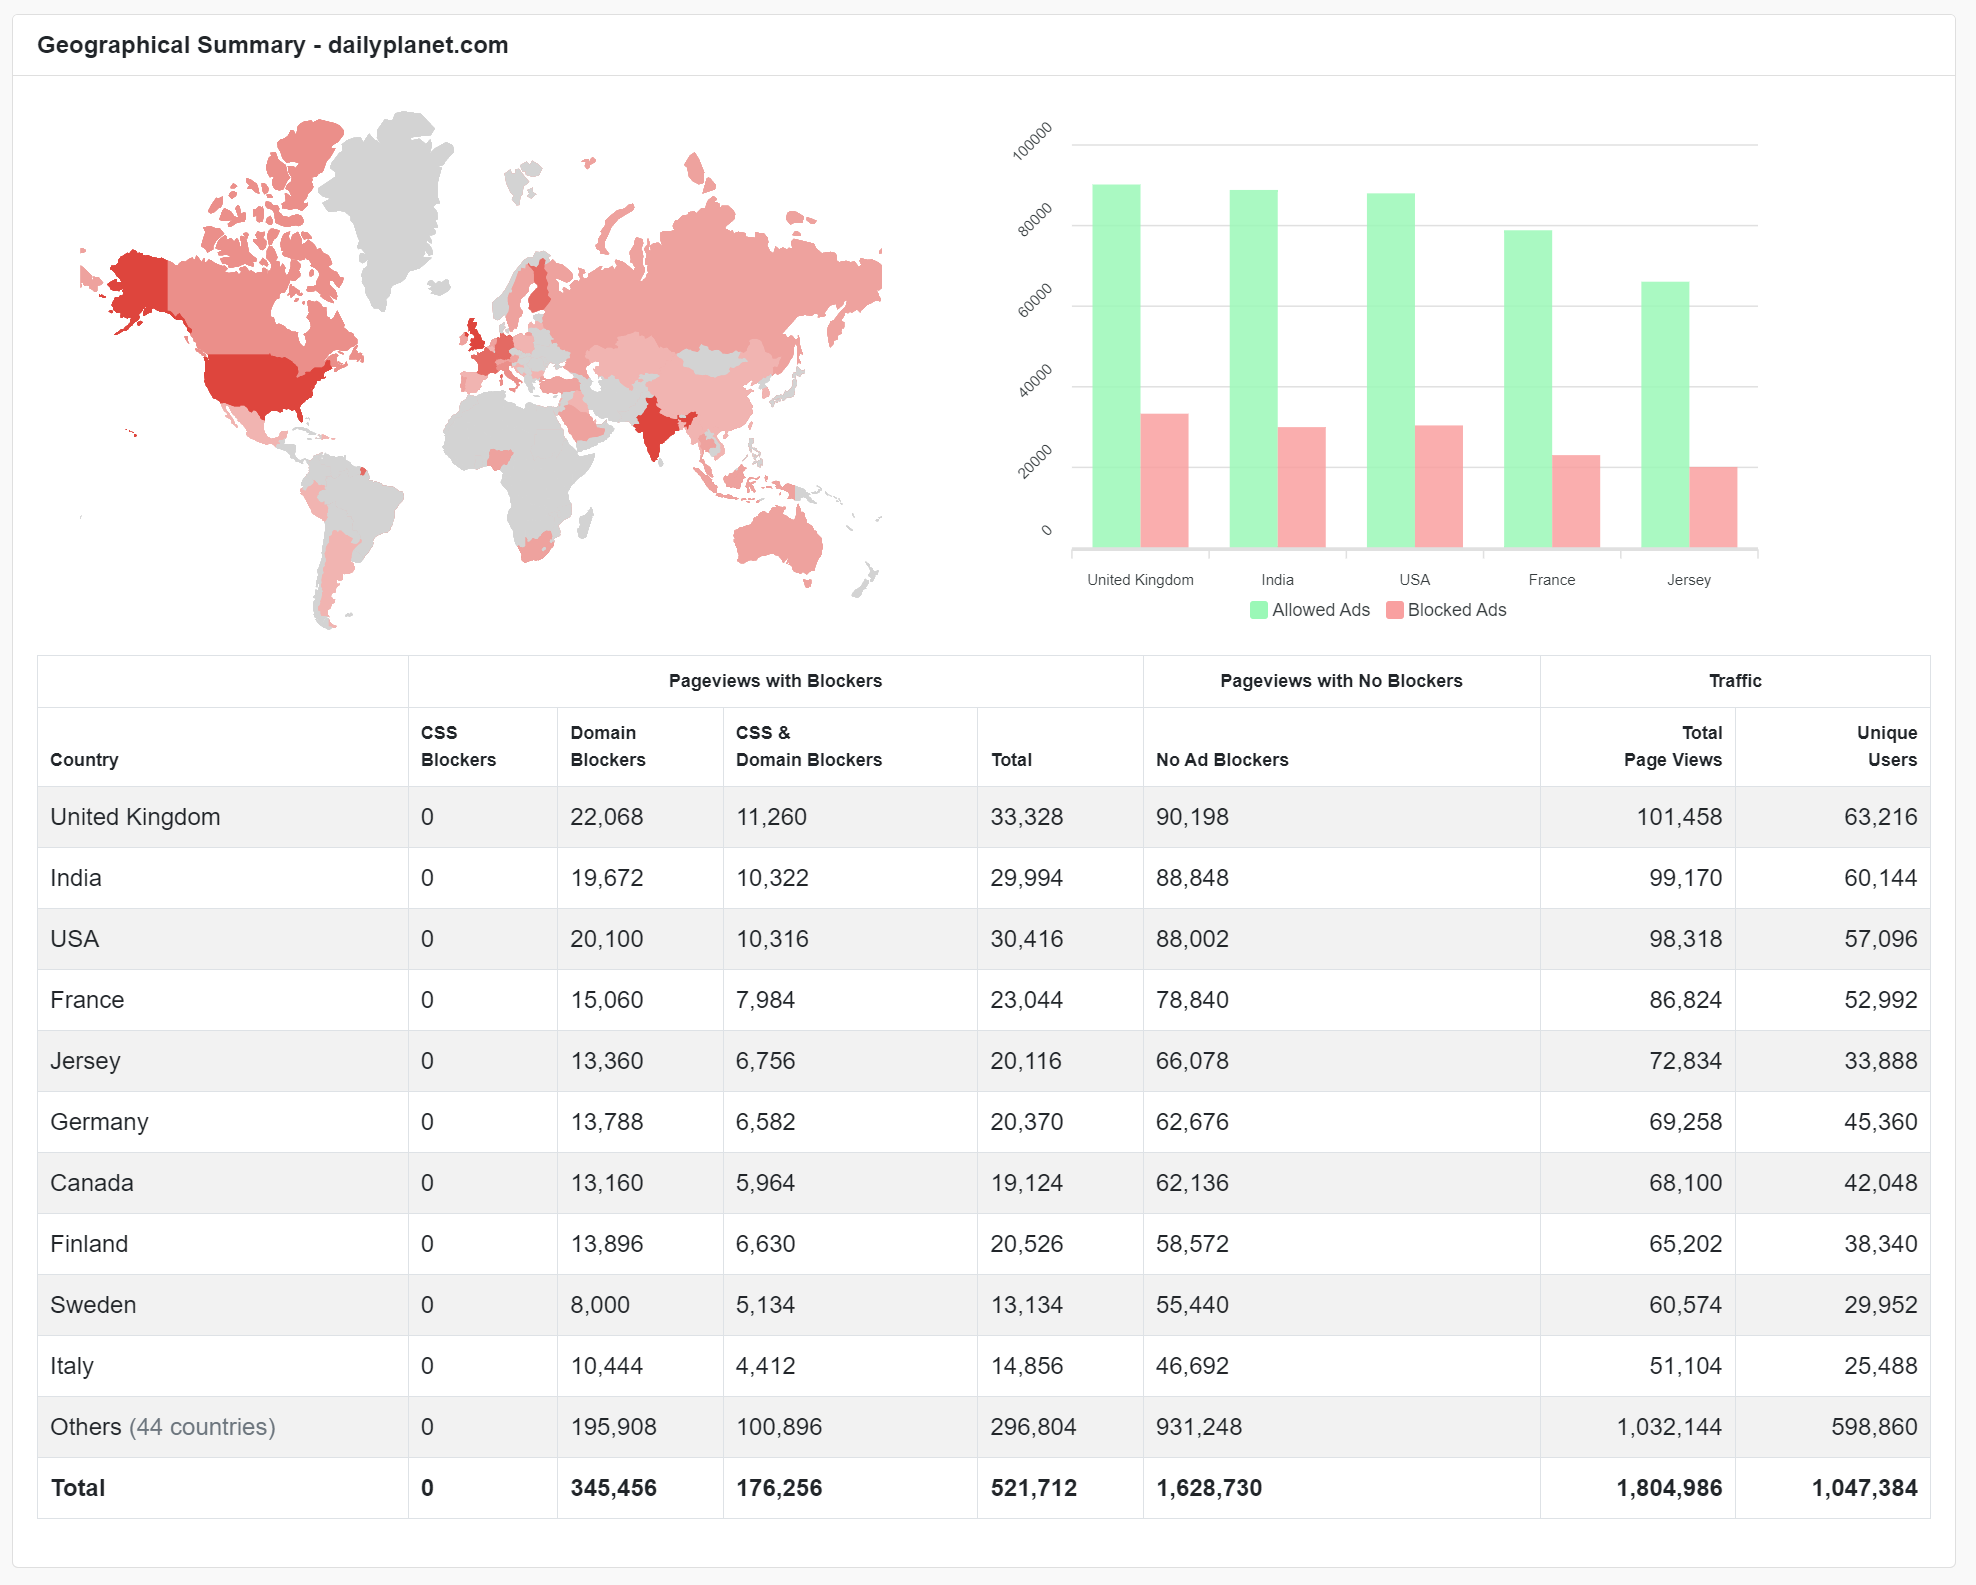 Geographical Summary - dailyplanet.com
100000
80000
60000
40000
20000
0
United Kingdom India USA France Jersey
Allowed Ads Blocked Ads
Pageviews with Blockers Pageviews with No Blockers Traffic
Country CSS Blockers Domain Blockers CSS & Domain Blockers Total No Ad Blockers Total Page Views Unique Users
United Kingdom 0 22,068 11,260 33,328 90,198 101,458 63,216
India 0 19,672 10,322 29,994 88,848 99,170 60,144
USA 0 20,100 10,316 30,416 88,002 98,318 57,096
France 0 15,060 7,984 23,044 78,840 86,824 52,992
Jersey 0 13,360 6,756 20,116 66,078 72,834 33,888
Germany 0 13,788 6,582 20,370 62,676 69,258 45,360
Canada 0 13,160 5,964 19,124 62,136 68,100 42,048
Finland 0 13,896 6,630 20,526 58,572 65,202 38,340
Sweden 0 8,000 5,134 13,134 55,440 60,574 29,952
Italy 0 10,444 4,412 14,856 46,692 51,104 25,488
Others (44 countries) 0 195,908 100,896 296,804 931,248 1,032,144 598,860
Total 0 345,456 176,256 521,712 1,628,730 1,804,986 1,047,384